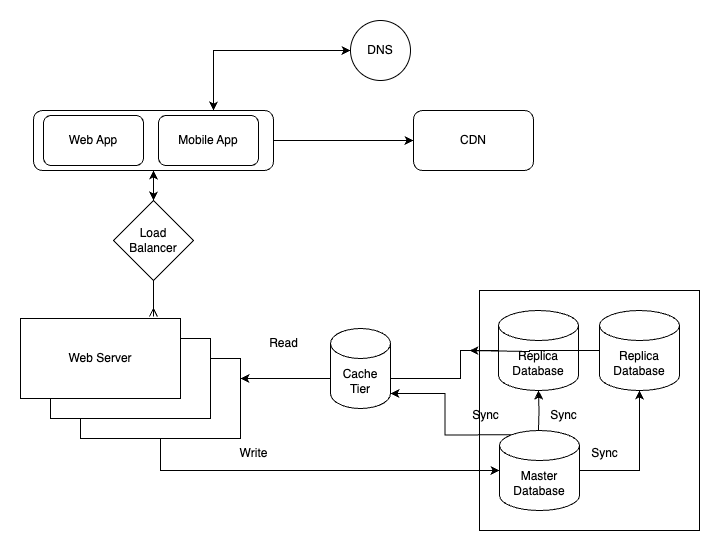 DNS
Web App
Mobile App
CDN
Load
Balancer
Web Server
Read
Cache
Tier
Replica
Database
Replica
Database
Sync
Sync
Sync
Write
Master
Database